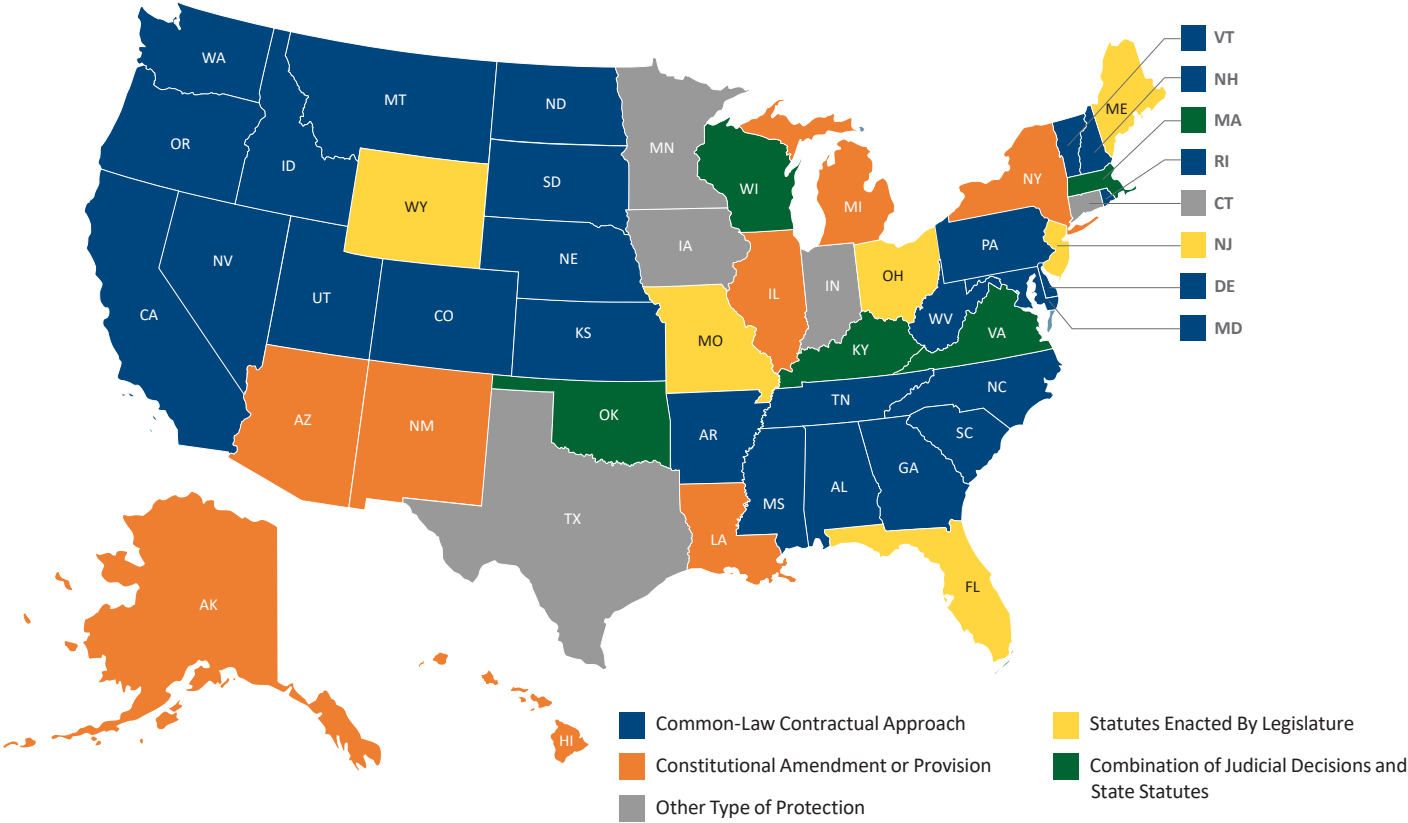 VT
WA
NH
MT
ND
ME
MA
OR
MN
ID
RI
SD
WI
NY
CT
WY
MI
IA
PA
NJ
NV
NE
OH
IN
UT
IL
DE
CA
CO
WV
MD
KS
VA
MO
KY
NC
TN
AZ
OK
NM
AR
SC
GA
AL
MS
TX
LA
FL
AK
HI
Common-Law Contractual Approach
Constitutional Amendment or Provision
Other Type of Protection
Statutes Enacted By Legislature
Combination of Judicial Decisions and
State Statutes